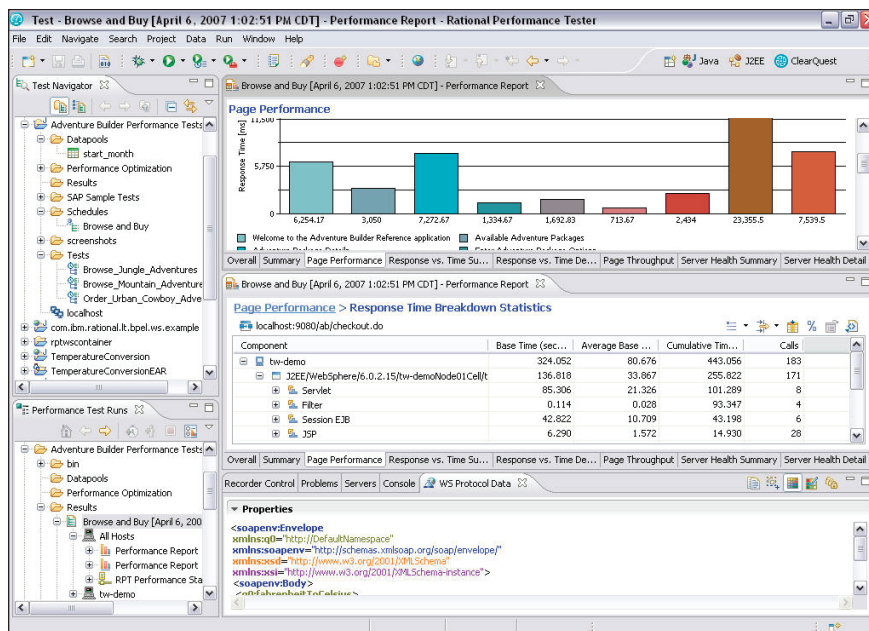 Test - Browse and Buy [April 6, 2007 1:02:51 PM CDT] - Performance Report - Rational Performance Tester
File Edit Navigate Search Project Data Run Window Help
Java J2EE ClearQuest
Test Navigator
Adventure Builder Performance Tests
Datapools
start_month
Performance Optimization
Results
SAP Sample Tests
Schedules
Browse and Buy
screenshots
Tests
Browse_Jungle_Adventures
Browse_Mountain_Adventure
Order_Urban_Cowboy_Adve
localhost
com.ibm.rational.lt.bpel.ws.example
rptwscontainer
TemperatureConversion
TemperatureConversionEAR
Performance Test Runs
Adventure Builder Performance Tests
bin
Datapools
Performance Optimization
Results
Browse and Buy [April 6, 200
All Hosts
Performance Report
Performance Report
RPT Performance Sta
tw-demo
Browse and Buy [April 6, 2007 1:02:51 PM CDT] - Performance Report
Page Performance
Response Time [ms]
11,500
5,750
0
6,254.17 3,050 7,272.67 1,334.67 1,692.83 713.67 2,434 23,355.5 7,539.5
Welcome to the Adventure Builder Reference application Available Adventure Packages
Adventure Package Details Enter Adventure Package Options
Overall Summary Page Performance Response vs. Time Su... Response vs. Time De... Page Throughput Server Health Summary Server Health Detail
Browse and Buy [April 6, 2007 1:02:51 PM CDT] - Performance Report
Page Performance > Response Time Breakdown Statistics
localhost:9080/ab/checkout.do
Component Base Time (sec... Average Base ... Cumulative Tim... Calls
tw-demo 324.052 80.676 443.056 183
J2EE/WebSphere/6.0.2.15/tw-demoNode01Cell/t 136.818 33.867 255.822 171
Servlet 85.306 21.326 101.289 8
Filter 0.114 0.028 93.347 4
Session EJB 42.822 10.709 43.198 6
JSP 6.290 1.572 14.930 28
Overall Summary Page Performance Response vs. Time Su... Response vs. Time De... Page Throughput Server Health Summary Server Health Detail
Recorder Control Problems Servers Console WS Protocol Data
Properties
<soapenv:Envelope
xmlns:q0="http://DefaultNamespace"
xmlns:soapenv="http://schemas.xmlsoap.org/soap/envelope/"
xmlns:xsd="http://www.w3.org/2001/XMLSchema"
xmlns:xsi="http://www.w3.org/2001/XMLSchema-instance">
<soapenv:Body>
<q0:fahrenheitToCelsius>